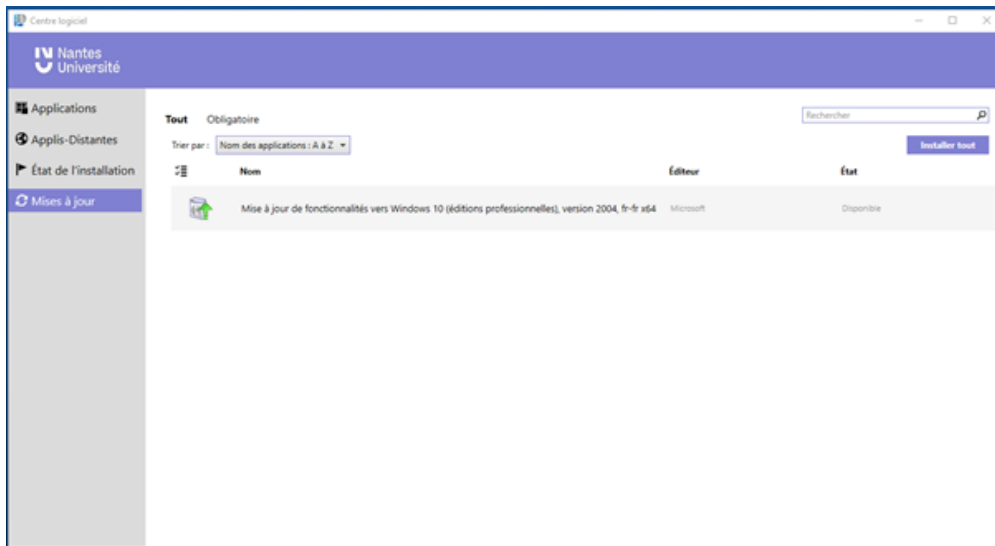 Centre logiciel
Nantes
Université
Applications
Applis-Distantes
État de l'installation
Mises à jour
Tout Obligatoire
Rechercher
Trier par : Nom des applications : A à Z
Installer tout
Nom Éditeur État
Mise à jour de fonctionnalités vers Windows 10 (éditions professionnelles), version 2004, fr-fr x64 Microsoft Disponible